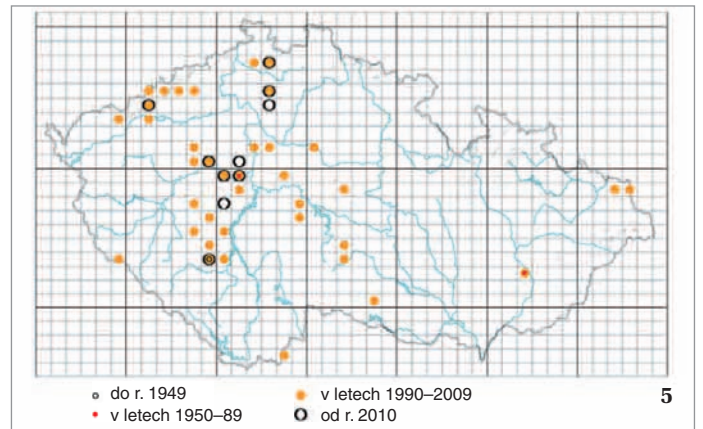 do r. 1949
v letech 1990–2009
5
v letech 1950–89
od r. 2010